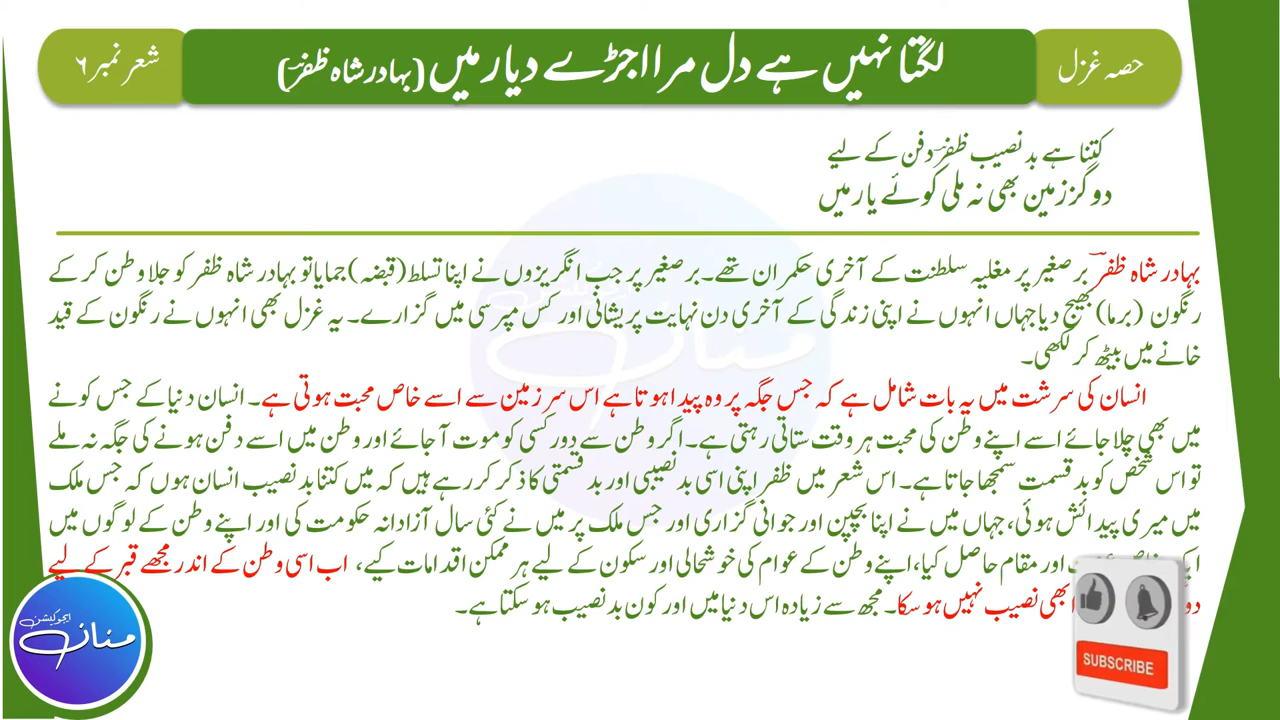 حصہ غزل
لگتا نہیں ہے دل مرا اجڑے دیار میں (بہادر شاہ ظفر)
شعر نمبر ۶
کتنا ہے بد نصیب ظفر دفن کے لیے
دو گز زمین بھی نہ ملی کوئے یار میں
بہادر شاہ ظفر برصغیر پر مغلیہ سلطنت کے آخری حکمران تھے۔ برصغیر پر جب انگریزوں نے اپنا تسلط (قبضہ) جمایا تو بہادر شاہ ظفر کو جلا وطن کر کے
رنگون (برما) بھیج دیا جہاں انہوں نے اپنی زندگی کے آخری دن نہایت پریشانی اور کس مپرسی میں گزارے۔ یہ غزل بھی انہوں نے رنگون کے قید
خانے میں بیٹھ کر لکھی۔
انسان کی سرشت میں یہ بات شامل ہے کہ جس جگہ پر وہ پیدا ہوتا ہے اس سرزمین سے اسے خاص محبت ہوتی ہے۔ انسان دنیا کے جس کونے
میں بھی چلا جائے اسے اپنے وطن کی محبت ہر وقت ستاتی رہتی ہے۔ اگر وطن سے دور کسی کو موت آ جائے اور وطن میں اسے دفن ہونے کی جگہ نہ ملے
تو اس شخص کو بد قسمت سمجھا جاتا ہے۔ اس شعر میں ظفر اپنی اسی بد نصیبی اور بد قسمتی کا ذکر کر رہے ہیں کہ میں کتنا بد نصیب انسان ہوں کہ جس ملک
میں میری پیدائش ہوئی، جہاں میں نے اپنا بچپن اور جوانی گزاری اور جس ملک پر میں نے کئی سال آزادانہ حکومت کی اور اپنے وطن کے لوگوں میں
اور مقام حاصل کیا، اپنے وطن کے عوام کی خوشحالی اور سکون کے لیے ہر ممکن اقدامات کیے، اب اسی وطن کے اندر مجھے قبر کے لیے
بھی نصیب نہیں ہو سکا۔ مجھ سے زیادہ اس دنیا میں اور کون بد نصیب ہو سکتا ہے۔
ایجوکیشن
منان
SUBSCRIBE